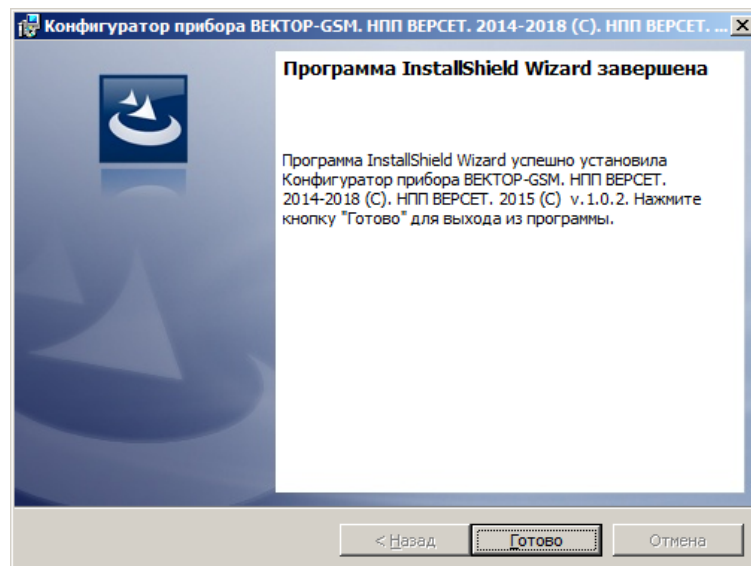 Конфигуратор прибора ВЕКТОР-GSM. НПП ВЕРСЕТ. 2014-2018 (C). НПП ВЕРСЕТ. ...
Программа InstallShield Wizard завершена
Программа InstallShield Wizard успешно установила
Конфигуратор прибора ВЕКТОР-GSM. НПП ВЕРСЕТ.
2014-2018 (C). НПП ВЕРСЕТ. 2015 (C)  v.1.0.2. Нажмите
кнопку "Готово" для выхода из программы.
< Назад Готово Отмена